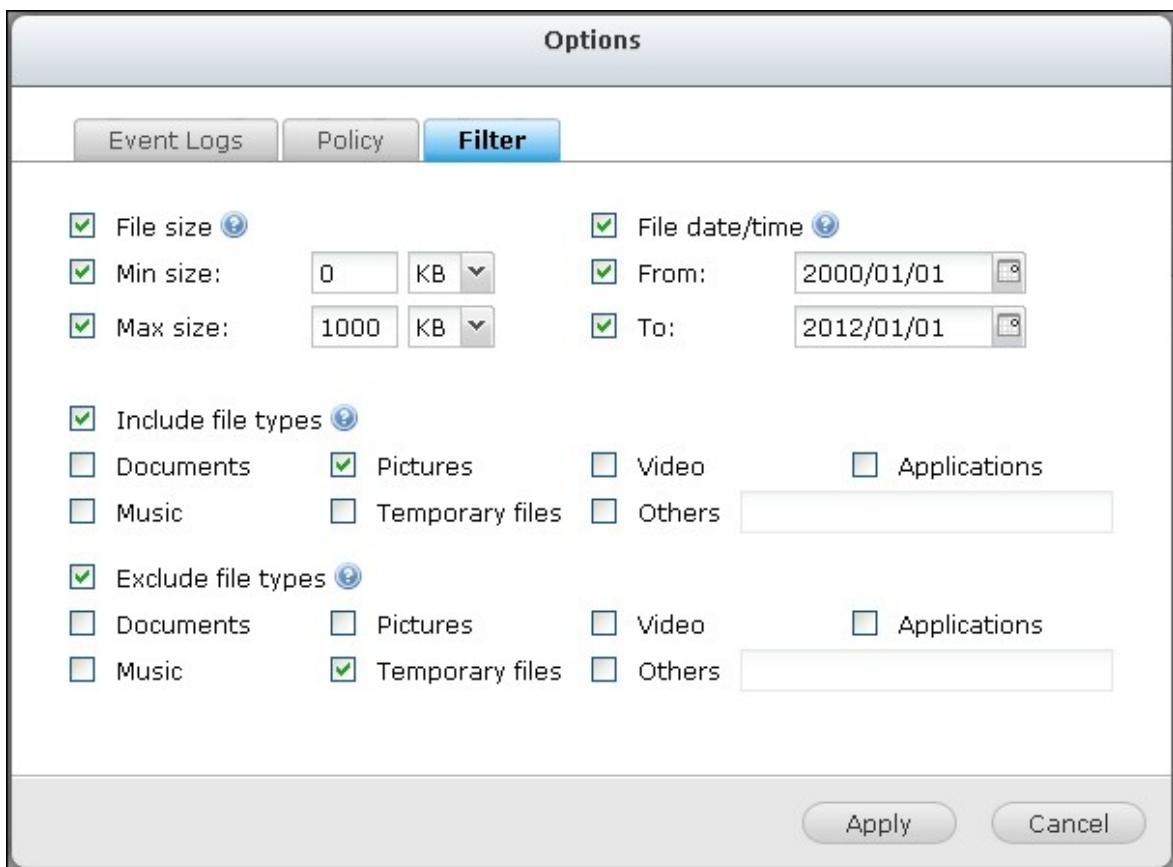 Options
Event Logs Policy Filter
File size File date/time
Min size: 0 KB From: 2000/01/01
Max size: 1000 KB To: 2012/01/01
Include file types
Documents Pictures Video Applications
Music Temporary files Others
Exclude file types
Documents Pictures Video Applications
Music Temporary files Others
Apply Cancel